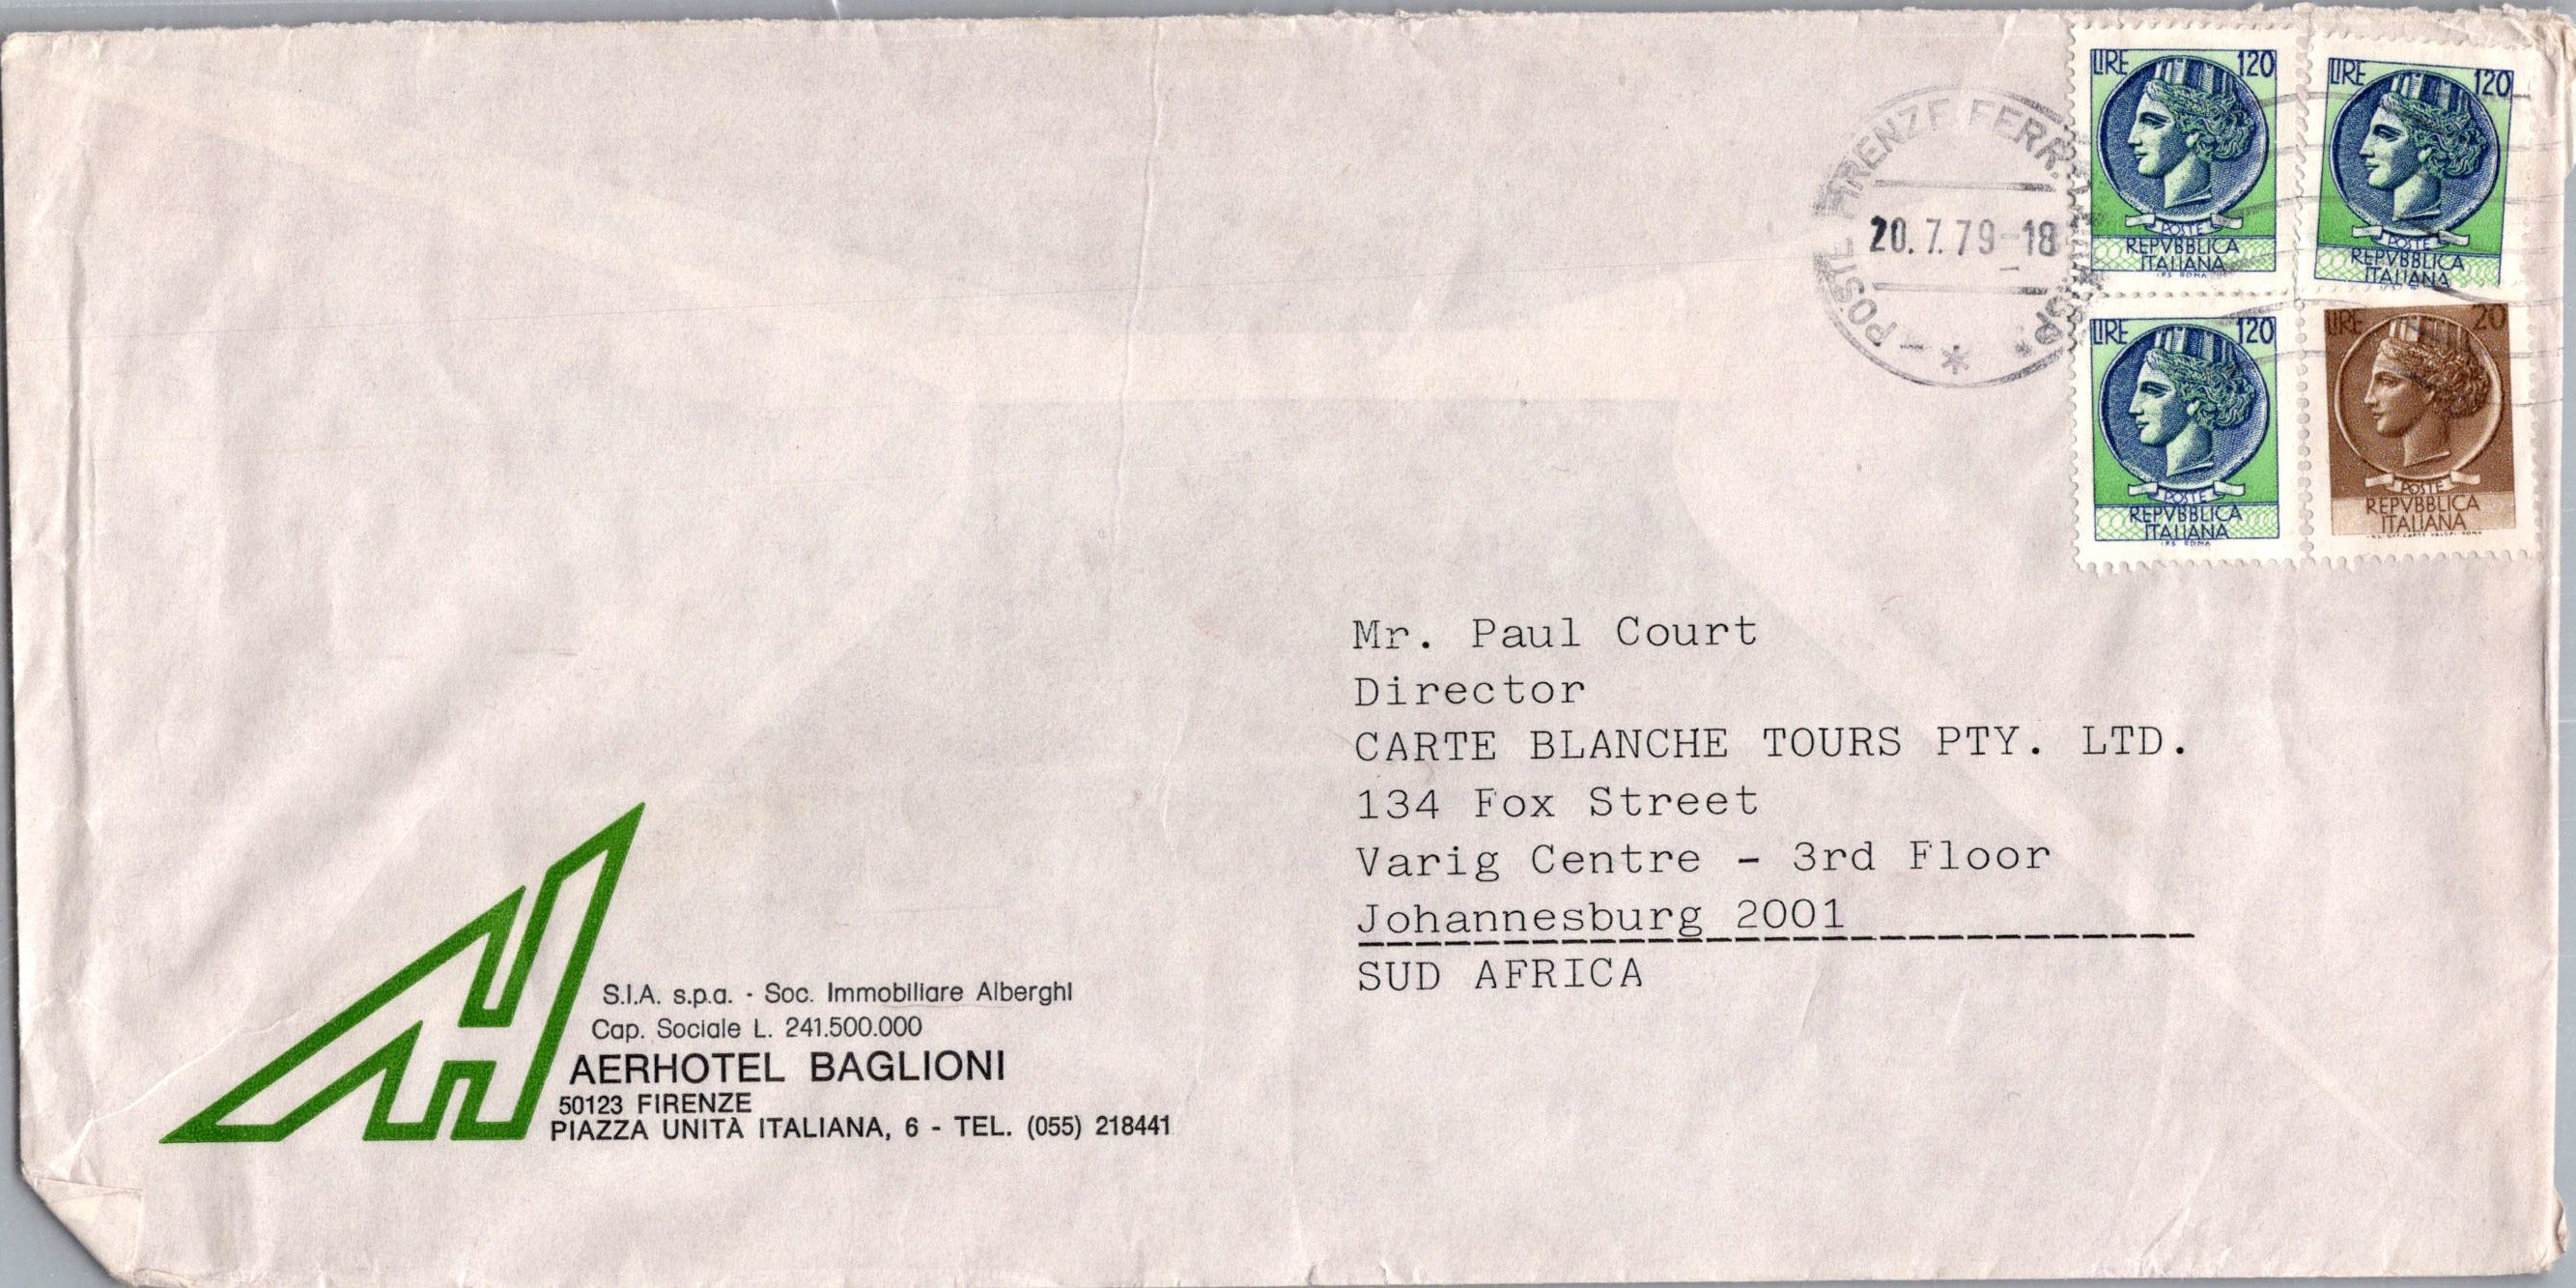 LIRE 120
POSTE
REPVBBLICA
ITALIANA
I.P.S. ROMA
LIRE 120
POSTE
REPVBBLICA
ITALIANA
POSTE FIRENZE FERR.
20.7.79-18
LIRE 120
POSTE
REPVBBLICA
ITALIANA
I.P.S. ROMA
LIRE 20
POSTE
REPVBBLICA
ITALIANA
Mr. Paul Court
Director
CARTE BLANCHE TOURS PTY. LTD.
134 Fox Street
Varig Centre - 3rd Floor
Johannesburg 2001
SUD AFRICA
AH
S.I.A. s.p.a. - Soc. Immobiliare Alberghi
Cap. Sociale L. 241.500.000
AERHOTEL BAGLIONI
50123 FIRENZE
PIAZZA UNITÀ ITALIANA, 6 - TEL. (055) 218441